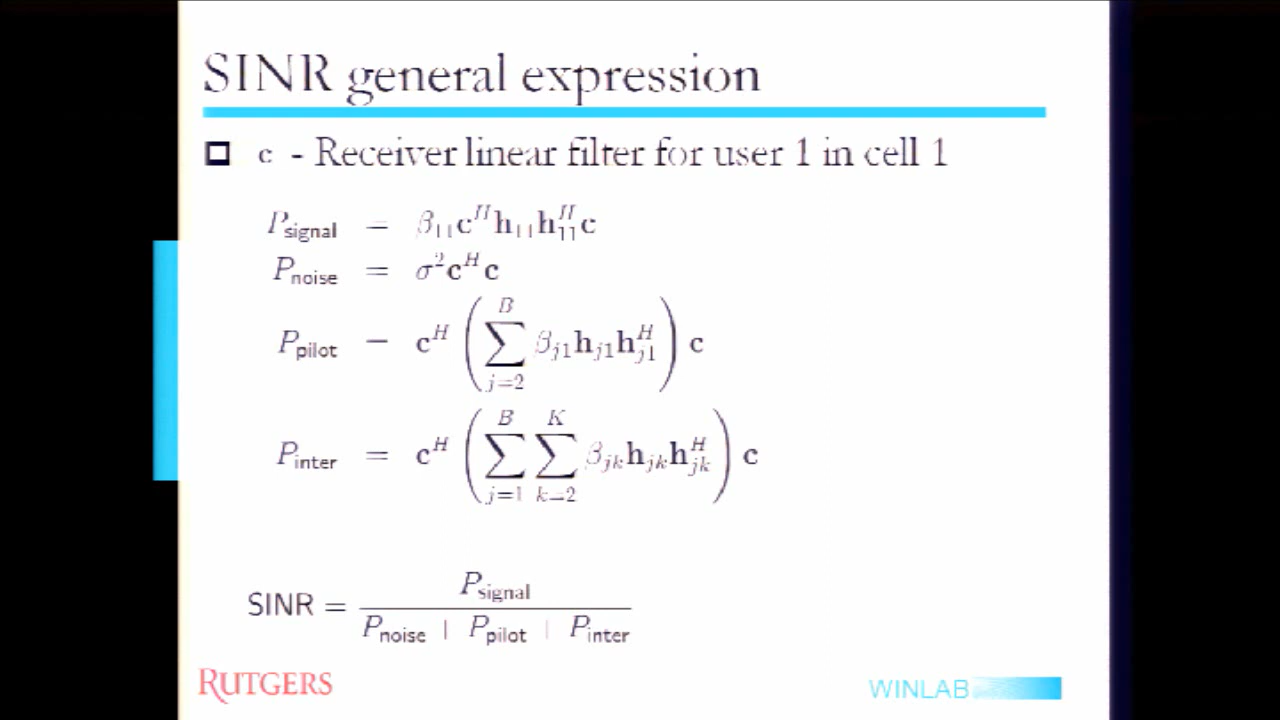 SINR general expression
c - Receiver linear filter for user 1 in cell 1
P_signal = β_11 c^H h_11 h_11^H c
P_noise = σ^2 c^H c
P_pilot = c^H ( ∑_{j=2}^{B} β_j1 h_j1 h_j1^H ) c
P_inter = c^H ( ∑_{j=1}^{B} ∑_{k=2}^{K} β_jk h_jk h_jk^H ) c
SINR = P_signal / (P_noise + P_pilot + P_inter)
RUTGERS
WINLAB